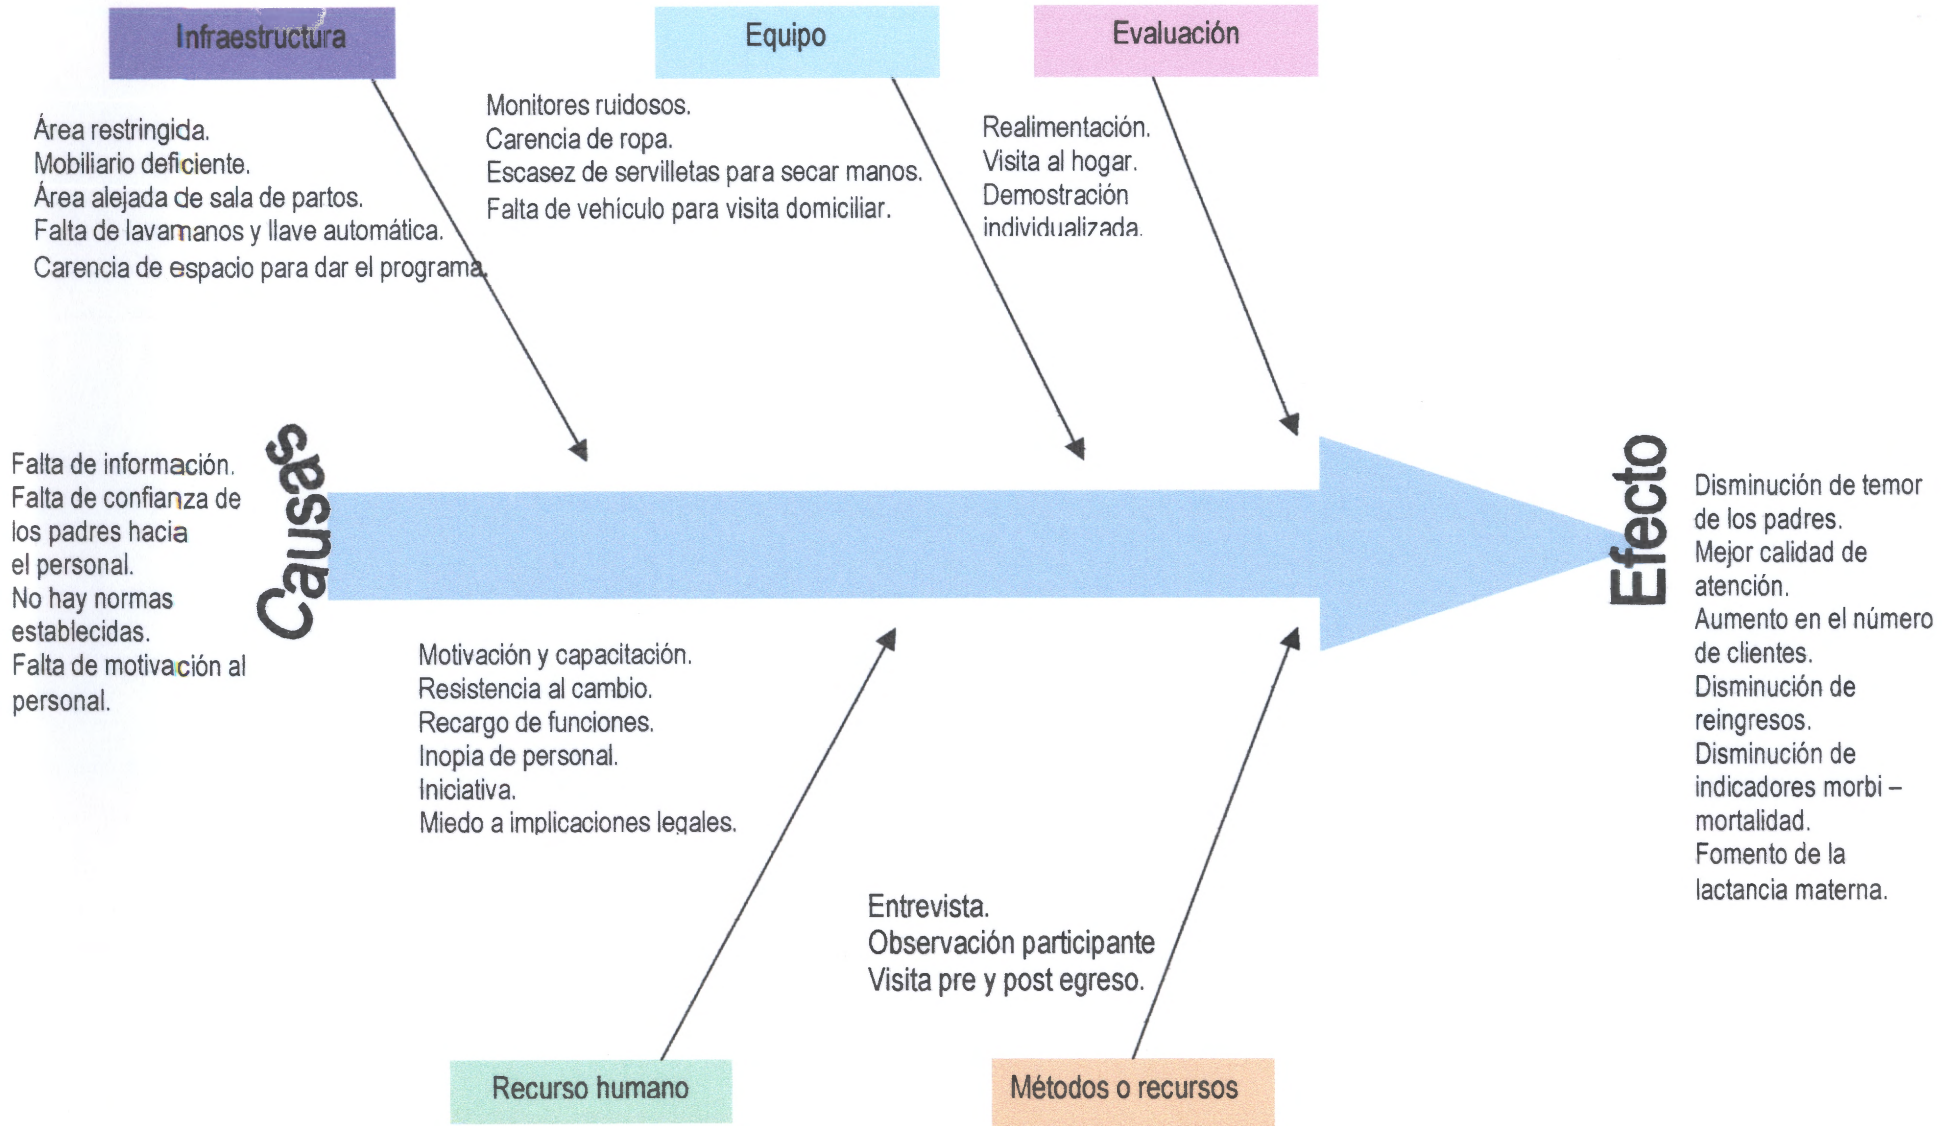 Infraestructura
Equipo
Evaluación
Área restringida.
Mobiliario deficiente.
Área alejada de sala de partos.
Falta de lavamanos y llave automática.
Carencia de espacio para dar el programa.
Monitores ruidosos.
Carencia de ropa.
Escasez de servilletas para secar manos.
Falta de vehículo para visita domiciliar.
Realimentación.
Visita al hogar.
Demostración
individualizada.
Falta de información.
Falta de confianza de
los padres hacia
el personal.
No hay normas
establecidas.
Falta de motivación al
personal.
Causas
Efecto
Disminución de temor
de los padres.
Mejor calidad de
atención.
Aumento en el número
de clientes.
Disminución de
reingresos.
Disminución de
indicadores morbi –
mortalidad.
Fomento de la
lactancia materna.
Motivación y capacitación.
Resistencia al cambio.
Recargo de funciones.
Inopia de personal.
Iniciativa.
Miedo a implicaciones legales.
Entrevista.
Observación participante
Visita pre y post egreso.
Recurso humano
Métodos o recursos